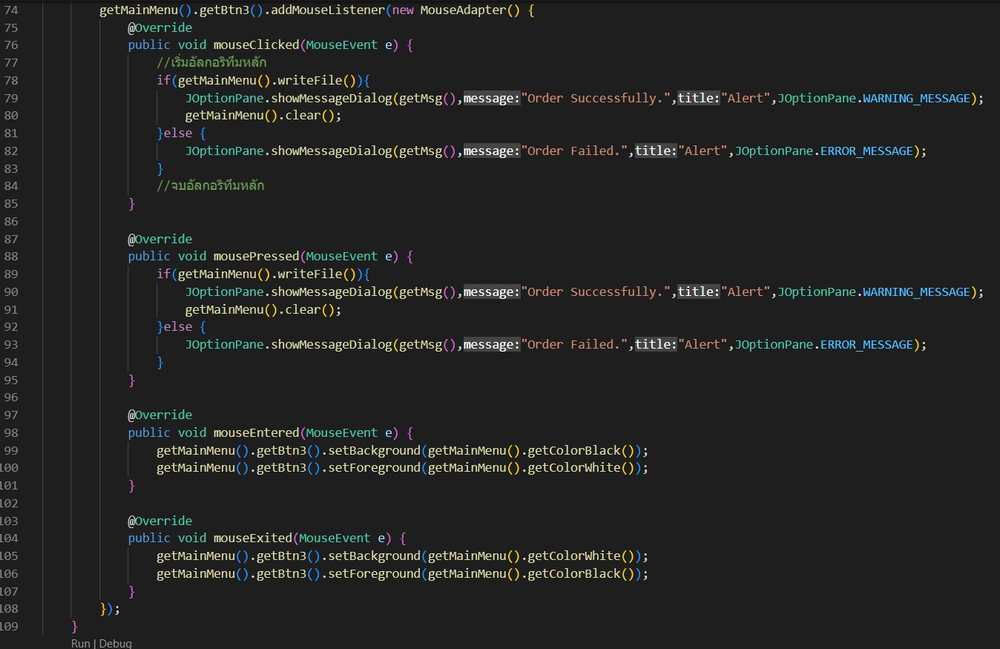 74 getMainMenu().getBtn3().addMouseListener(new MouseAdapter() {
75 @Override
76 public void mouseClicked(MouseEvent e) {
77 //เริ่มอัลกอริทึมหลัก
78 if(getMainMenu().writeFile()){
79 JOptionPane.showMessageDialog(getMsg(),message:"Order Successfully.",title:"Alert",JOptionPane.WARNING_MESSAGE);
80 getMainMenu().clear();
81 }else {
82 JOptionPane.showMessageDialog(getMsg(),message:"Order Failed.",title:"Alert",JOptionPane.ERROR_MESSAGE);
83 }
84 //จบอัลกอริทึมหลัก
85 }
86
87 @Override
88 public void mousePressed(MouseEvent e) {
89 if(getMainMenu().writeFile()){
90 JOptionPane.showMessageDialog(getMsg(),message:"Order Successfully.",title:"Alert",JOptionPane.WARNING_MESSAGE);
91 getMainMenu().clear();
92 }else {
93 JOptionPane.showMessageDialog(getMsg(),message:"Order Failed.",title:"Alert",JOptionPane.ERROR_MESSAGE);
94 }
95 }
96
97 @Override
98 public void mouseEntered(MouseEvent e) {
99 getMainMenu().getBtn3().setBackground(getMainMenu().getColorBlack());
100 getMainMenu().getBtn3().setForeground(getMainMenu().getColorWhite());
101 }
102
103 @Override
104 public void mouseExited(MouseEvent e) {
105 getMainMenu().getBtn3().setBackground(getMainMenu().getColorWhite());
106 getMainMenu().getBtn3().setForeground(getMainMenu().getColorBlack());
107 }
108 });
109 }
Run | Debug